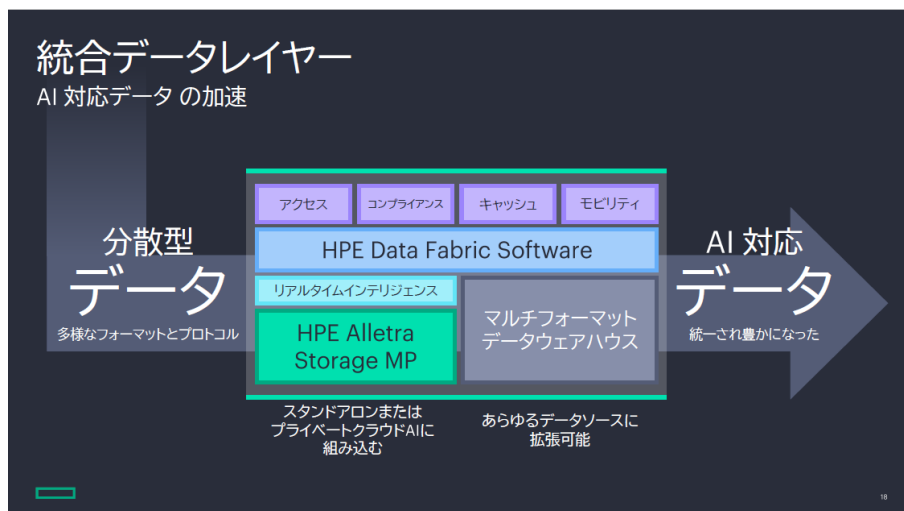 統合データレイヤー
AI 対応データ の加速
アクセス
コンプライアンス
キャッシュ
モビリティ
分散型
データ
多様なフォーマットとプロトコル
HPE Data Fabric Software
リアルタイムインテリジェンス
HPE Alletra
Storage MP
マルチフォーマット
データウェアハウス
AI 対応
データ
統一され豊かになった
スタンドアロンまたは
プライベートクラウドAIに
組み込む
あらゆるデータソースに
拡張可能
18